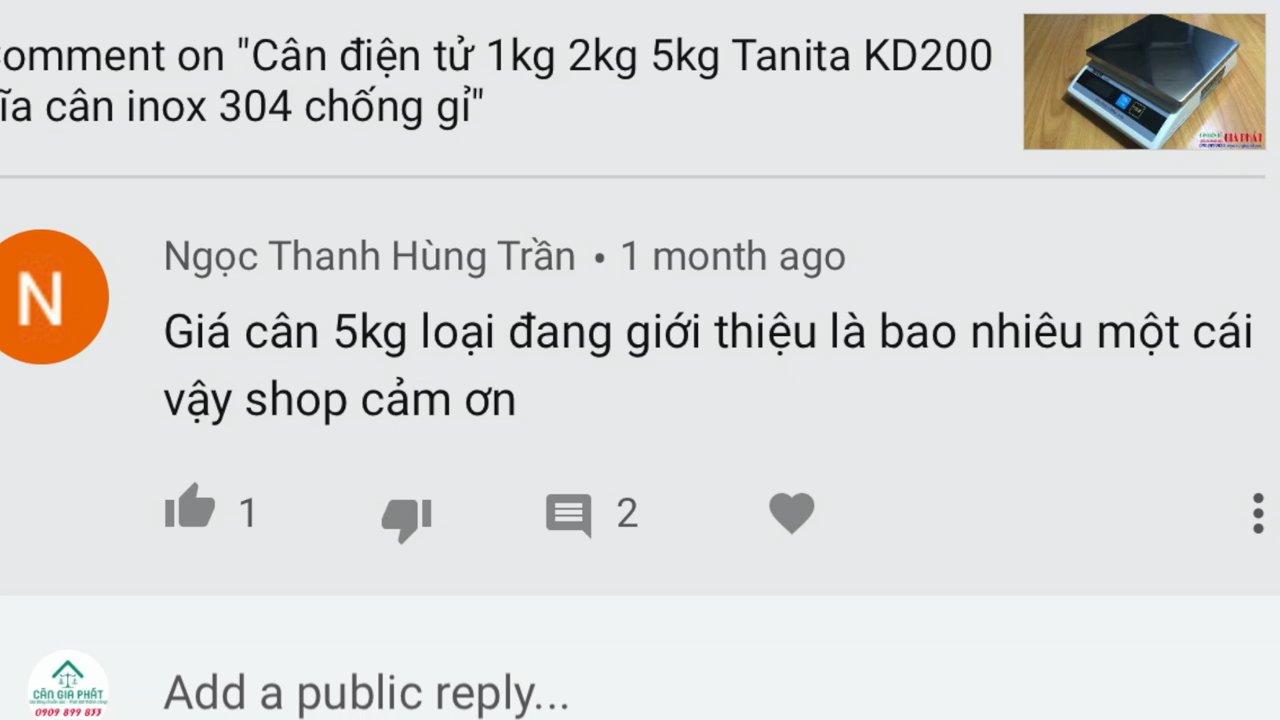 omment on "Cân điện tử 1kg 2kg 5kg Tanita KD200
ĩa cân inox 304 chống gỉ"
GIA PHÁT
N
Ngọc Thanh Hùng Trần • 1 month ago
Giá cân 5kg loại đang giới thiệu là bao nhiêu một cái
vậy shop cảm ơn
1
2
CÂN GIA PHÁT
0909 899 833
Add a public reply...